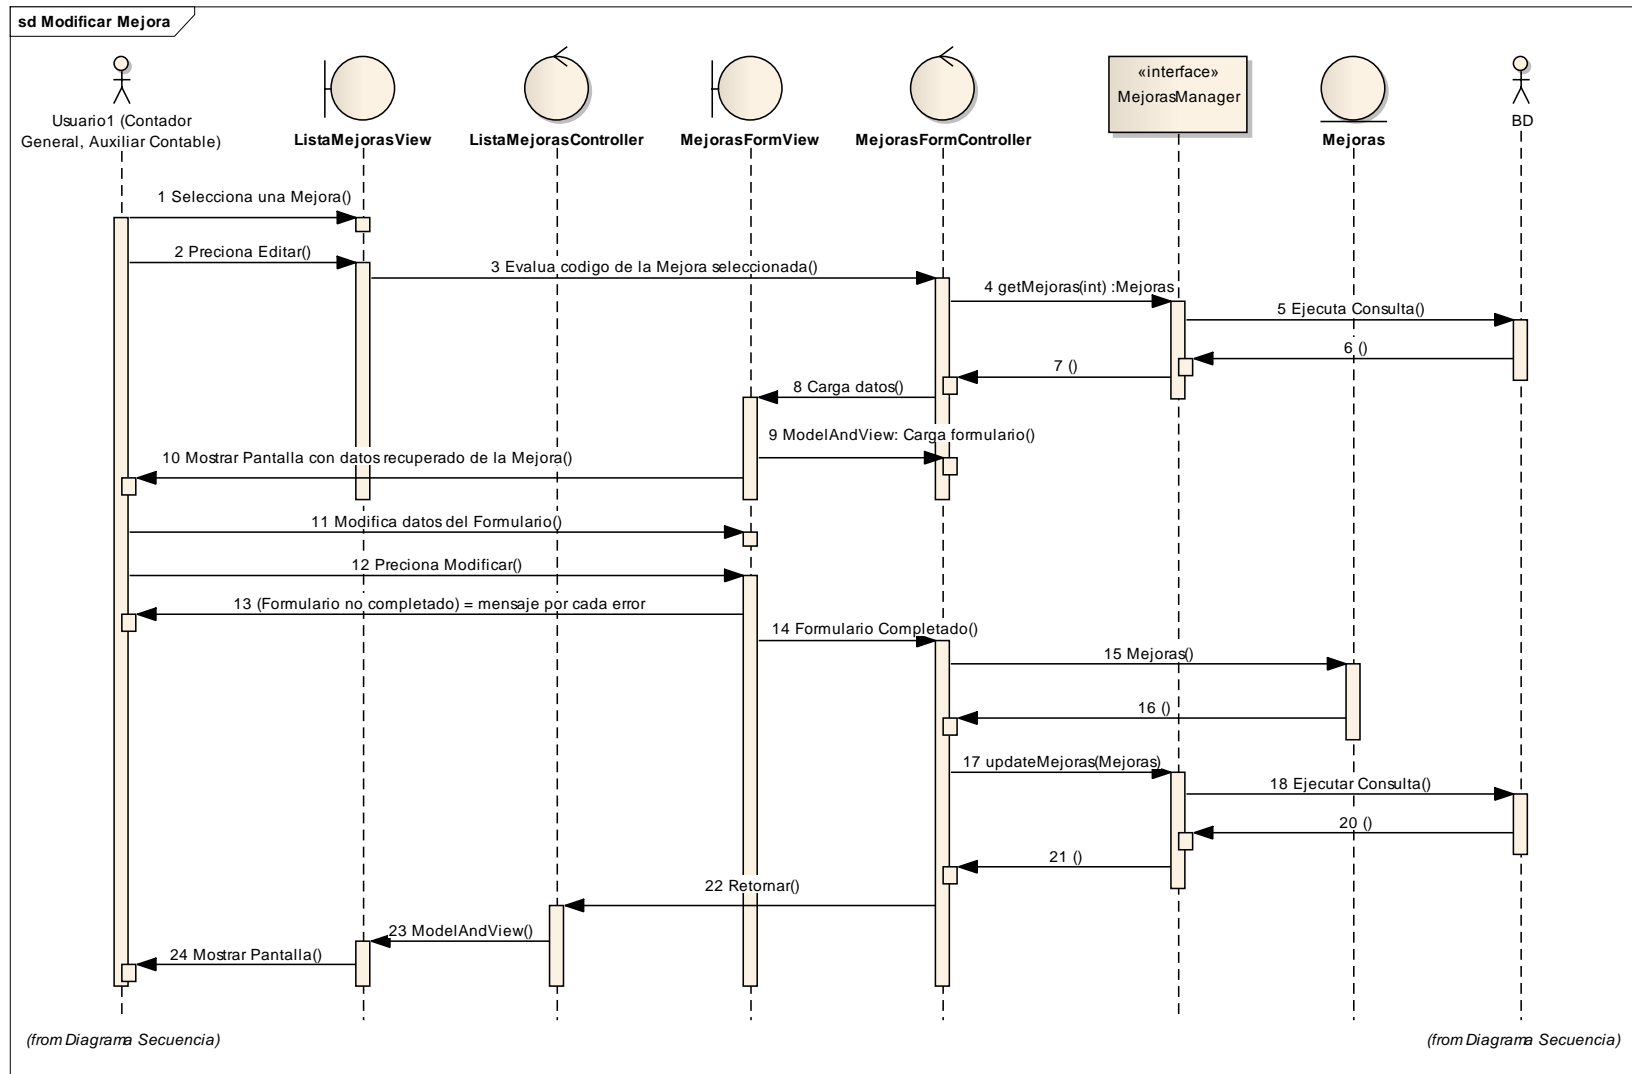 sd Modificar Mejora
Usuario1 (Contador
General, Auxiliar Contable)
ListaMejorasView
ListaMejorasController
MejorasFormView
MejorasFormController
«interface»
MejorasManager
Mejoras
BD
1 Selecciona una Mejora()
2 Preciona Editar()
3 Evalua codigo de la Mejora seleccionada()
4 getMejoras(int) :Mejoras
5 Ejecuta Consulta()
6 ()
7 ()
8 Carga datos()
9 ModelAndView: Carga formulario()
10 Mostrar Pantalla con datos recuperado de la Mejora()
11 Modifica datos del Formulario()
12 Preciona Modificar()
13 (Formulario no completado) = mensaje por cada error
14 Formulario Completado()
15 Mejoras()
16 ()
17 updateMejoras(Mejoras)
18 Ejecutar Consulta()
20 ()
21 ()
22 Retornar()
23 ModelAndView()
24 Mostrar Pantalla()
(from Diagrama Secuencia)
(from Diagrama Secuencia)